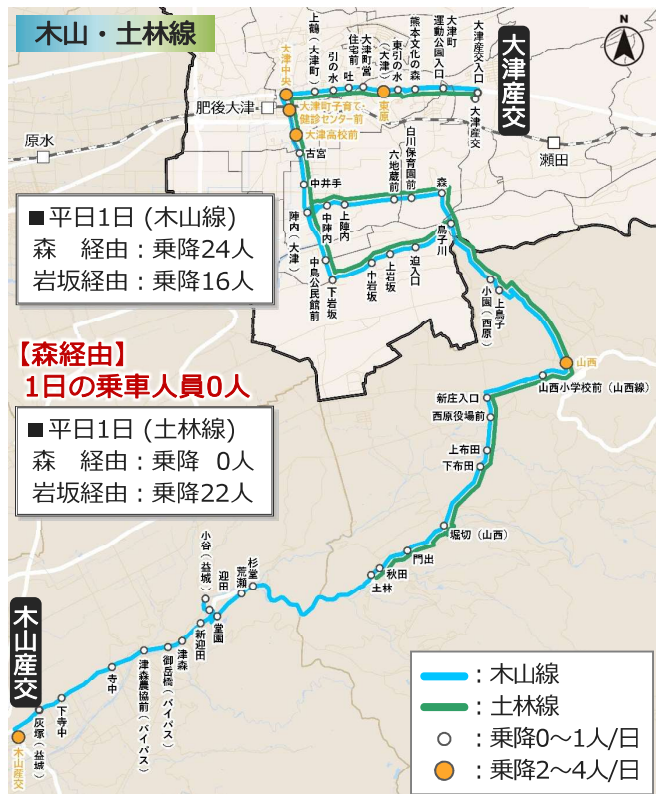 木山・土林線
N
大津産交
大津中央
上鶴(大津町)
引の水
吐
住宅前
大津町営
東原
(大津)
東引の水
熊本文化の森
運動公園入口
大津町
大津産交入口
大津産交
肥後大津
大津町子育て・
健診センター前
大津高校前
原水
瀬田
古宮
中井手
陣内(大津)
中陣内
上陣内
六地蔵前
白川保育園前
森
鳥子川
中島公民館前
下岩坂
中岩坂
上岩坂
迫入口
小園(西原)
上鳥子
■平日1日 (木山線)
森 経由:乗降24人
岩坂経由:乗降16人
【森経由】
1日の乗車人員0人
■平日1日 (土林線)
森 経由:乗降 0人
岩坂経由:乗降22人
山西
山西小学校前(山西線)
新庄入口
西原役場前
上布田
下布田
堀切(山西)
門出
秋田
土林
杉堂
荒瀬
迎田
小谷(益城)
堂園
新迎田
津森
御岳橋(バイパス)
津森農協前(バイパス)
寺中
下寺中
灰塚(益城)
木山産交
木山産交
:木山線
:土林線
:乗降0~1人/日
:乗降2~4人/日